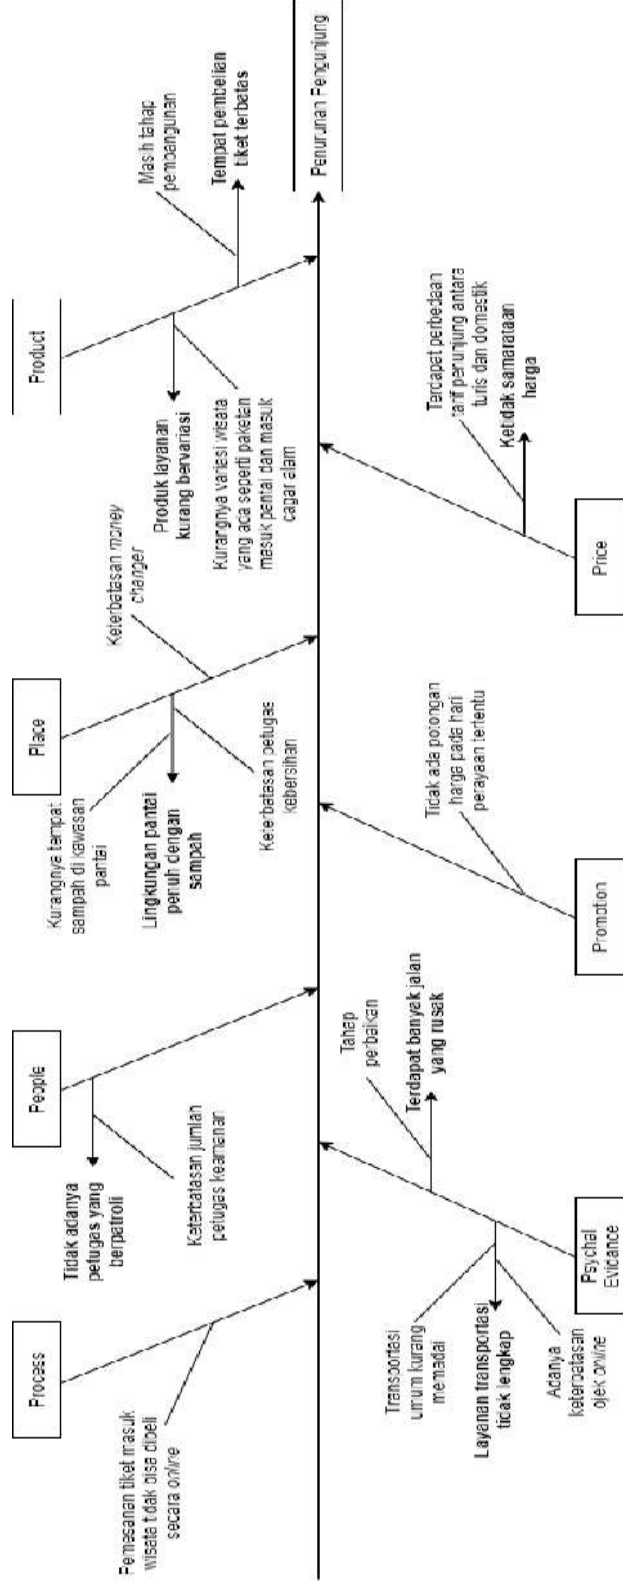 Process
People
Place
Product
Pemesanan tiket masuk
wisata tidak bisa dibeli
secara online
Tidak adanya
petugas yang
berpatroli
Keterbatasan jumlah
petugas keamanan
Kurangnya tempat
sampah di kawasan
pantai
Keterbatasan money
changer
Lingkungan pantai
penuh dengan
sampah
Keterbatasan petugas
kebersihan
Produk layanan
kurang bervariasi
Kurangnya variasi wisata
yang ada seperti paketan
masuk pantai dan masuk
cagar alam
Masih tahap
pembangunan
Tempat pembelian
tiket terbatas
Penurunan Pengunjung
Transportasi
umum kurang
memadai
Layanan transportasi
tidak lengkap
Adanya
keterbatasan
ojek online
Tahap
perbaikan
Terdapat banyak jalan
yang rusak
Tidak ada potongan
harga pada hari
perayaan tertentu
Terdapat perbedaan
tarif penunjung antara
turis dan domestik
Ketidak samarataan
harga
Psychal
Evidance
Promotion
Price